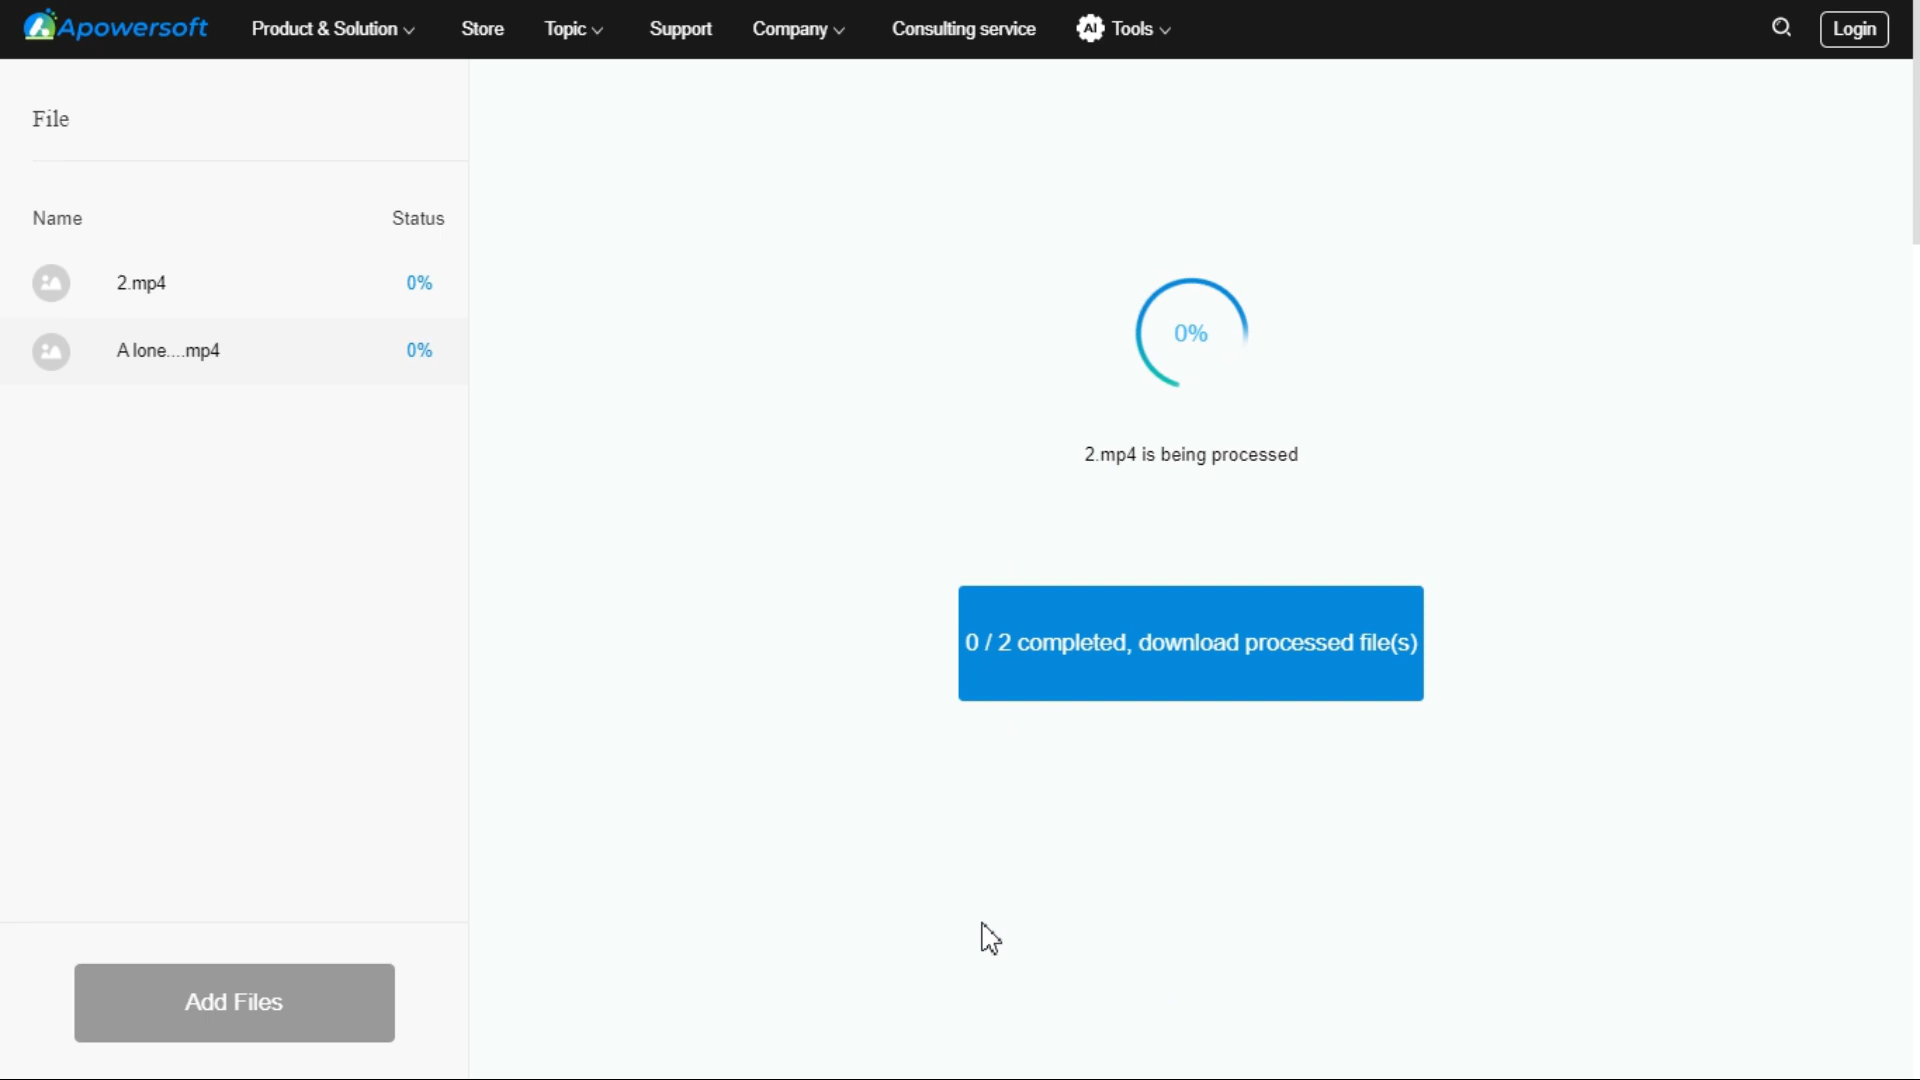 Apowersoft Product & Solution Store Topic Support Company Consulting service AI Tools Login
File
Name Status
2.mp4 0%
A lone....mp4 0%
0%
2.mp4 is being processed
0 / 2 completed, download processed file(s)
Add Files